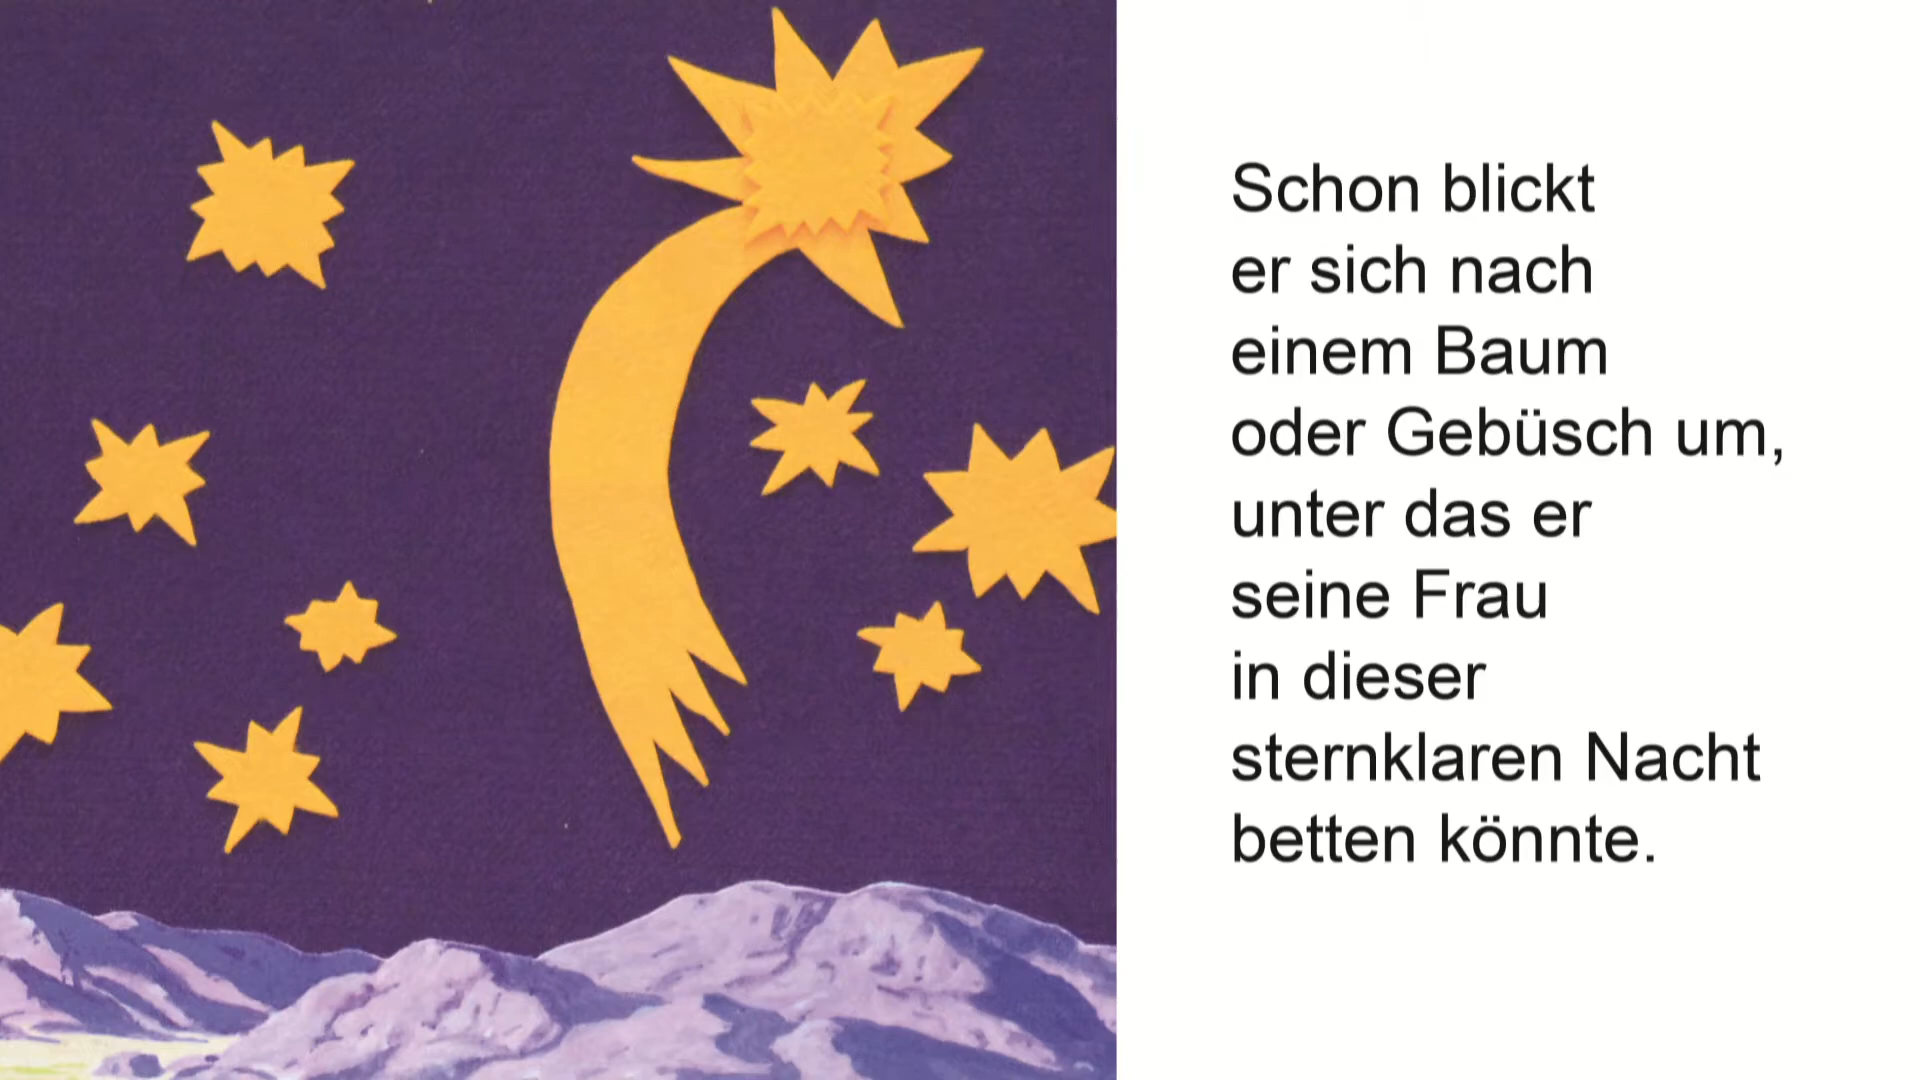 Schon blickt
er sich nach
einem Baum
oder Gebüsch um,
unter das er
seine Frau
in dieser
sternklaren Nacht
betten könnte.